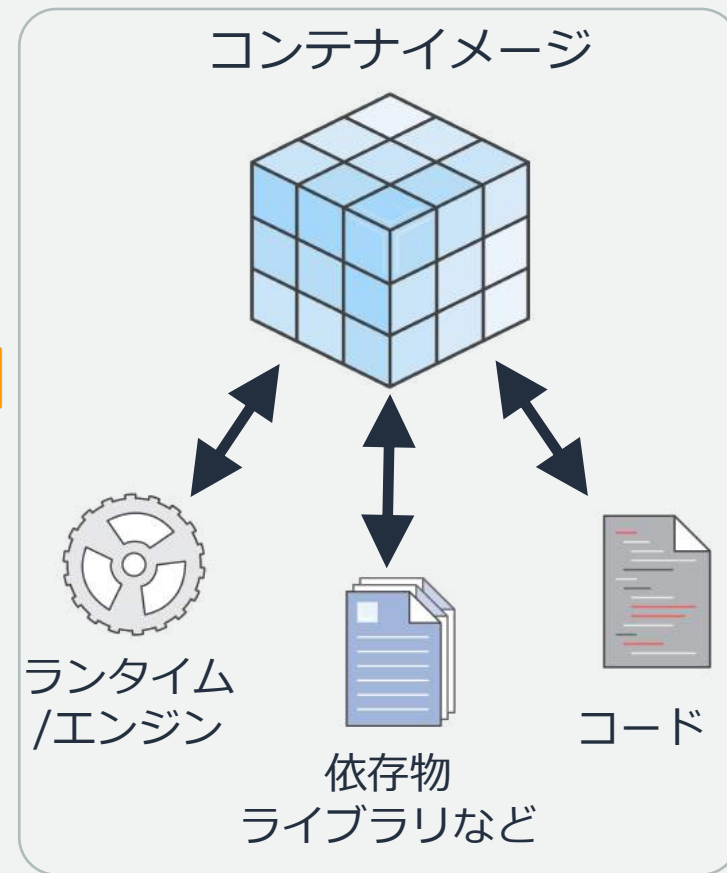 コンテナイメージ
ランタイム
/エンジン
依存物
ライブラリなど
コード